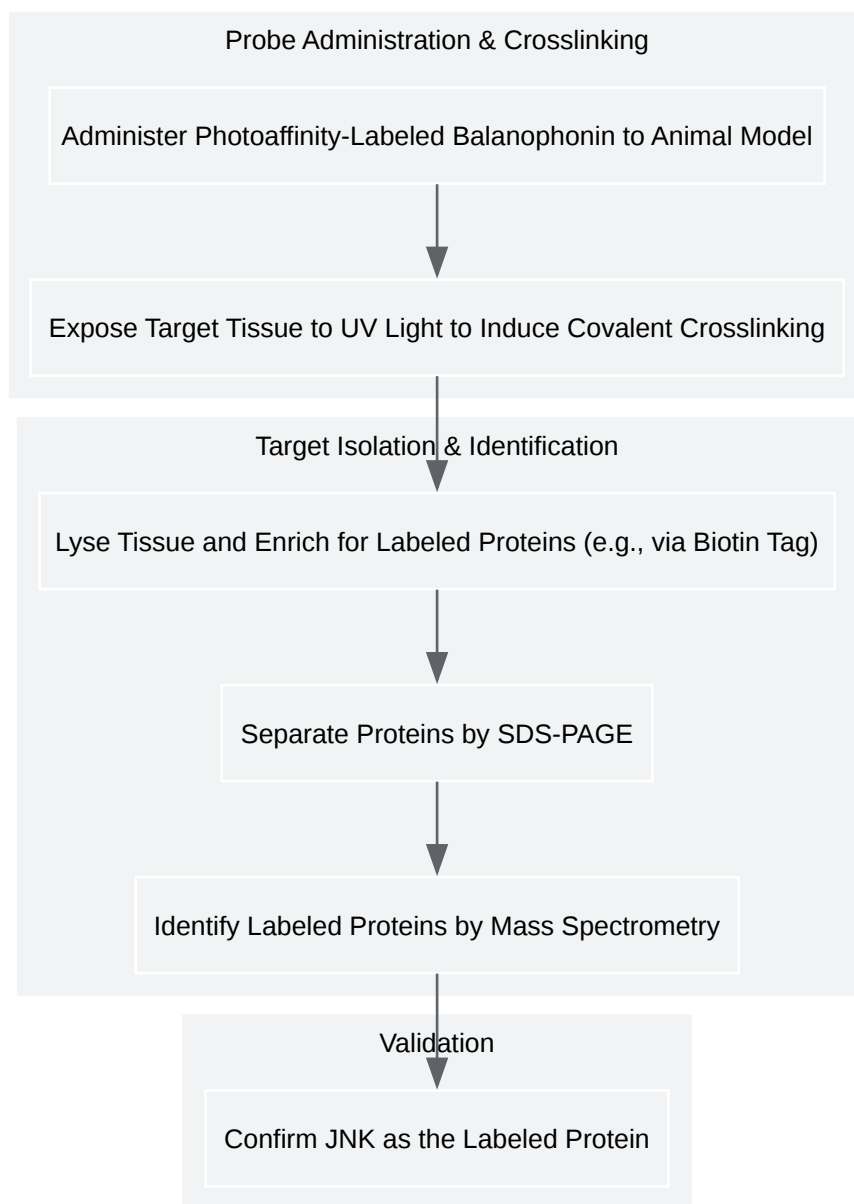 Probe Administration & Crosslinking
Administer Photoaffinity-Labeled Balanophonin to Animal Model
Expose Target Tissue to UV Light to Induce Covalent Crosslinking
Target Isolation & Identification
Lyse Tissue and Enrich for Labeled Proteins (e.g., via Biotin Tag)
Separate Proteins by SDS-PAGE
Identify Labeled Proteins by Mass Spectrometry
Validation
Confirm JNK as the Labeled Protein